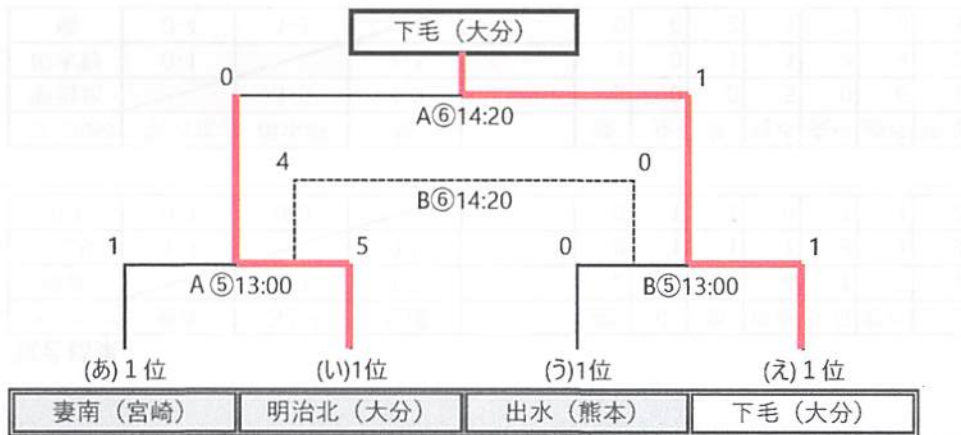 下毛（大分）
0 1
A⑥14:20
4 0
B⑥14:20
1 5 0 1
A⑤13:00 B⑤13:00
(あ)１位 (い)1位 (う)1位 (え)１位
妻南（宮崎） 明治北（大分） 出水（熊本） 下毛（大分）